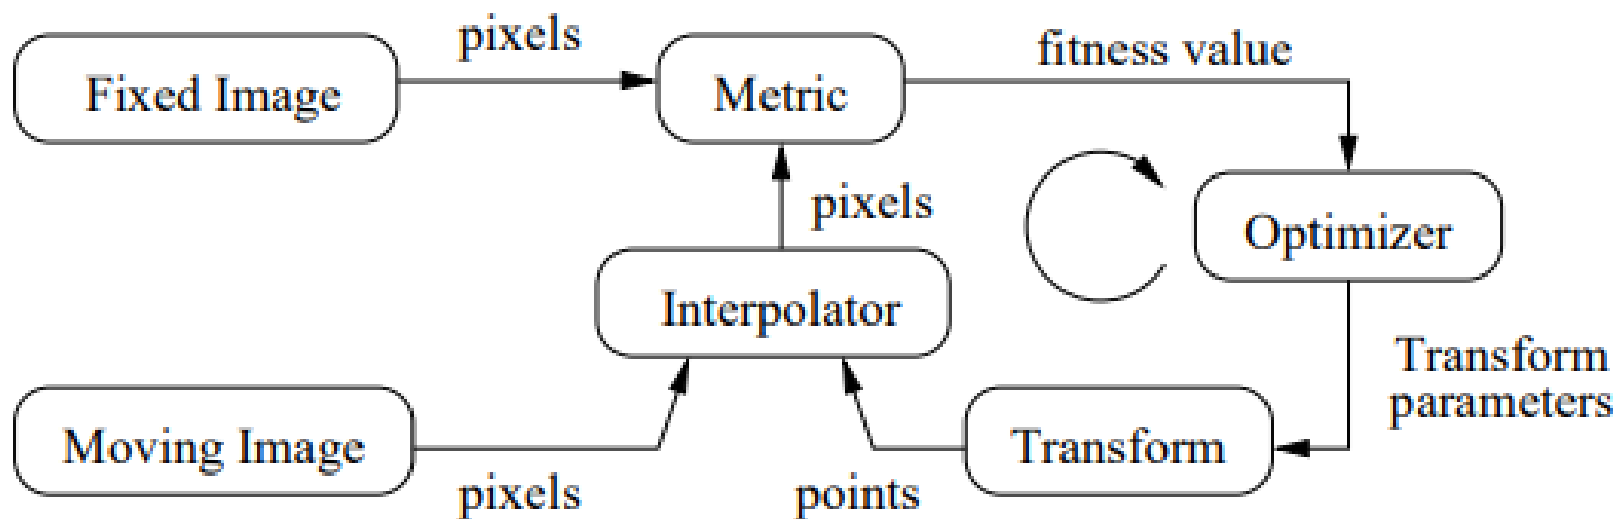 pixels
fitness value
Fixed Image
Metric
pixels
Optimizer
Interpolator
Transform
parameters
Moving Image
Transform
pixels
points